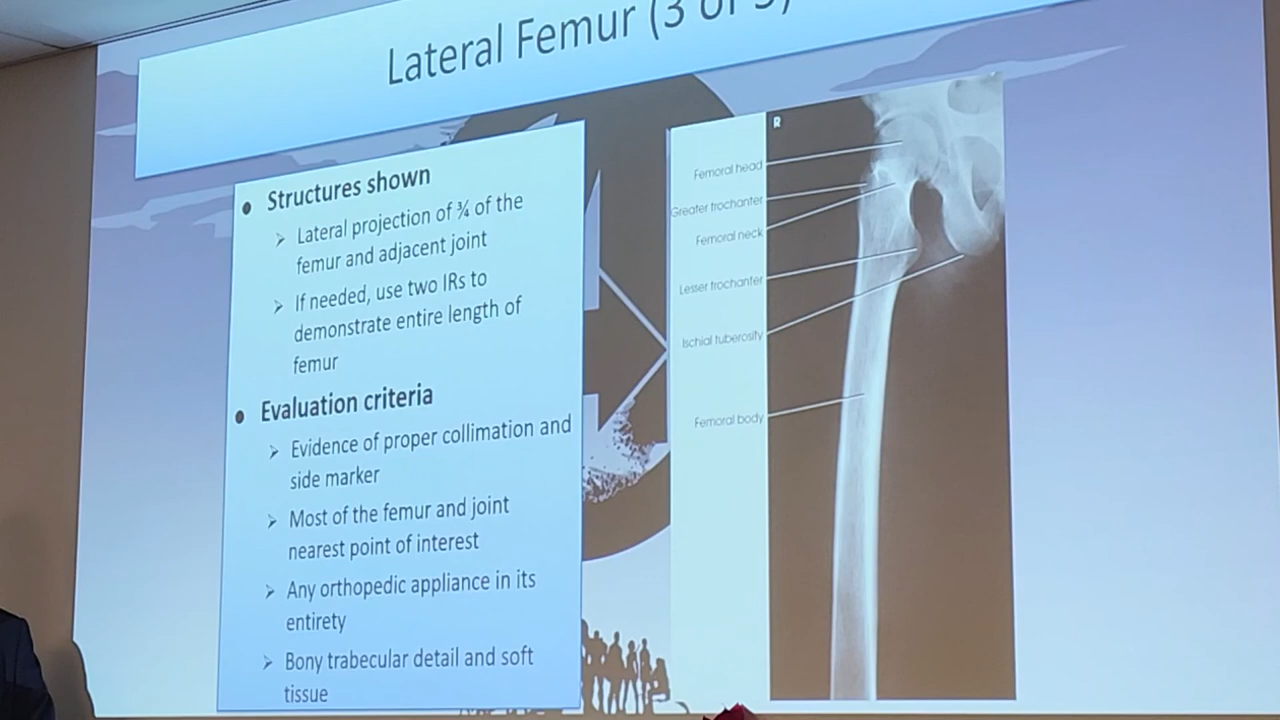 Lateral Femur (3 of 3)
Structures shown
Lateral projection of ¾ of the
femur and adjacent joint
If needed, use two IRs to
demonstrate entire length of
femur
Evaluation criteria
Evidence of proper collimation and
side marker
Most of the femur and joint
nearest point of interest
Any orthopedic appliance in its
entirety
Bony trabecular detail and soft
tissue
R
Femoral head
Greater trochanter
Femoral neck
Lesser trochanter
Ischial tuberosity
Femoral body